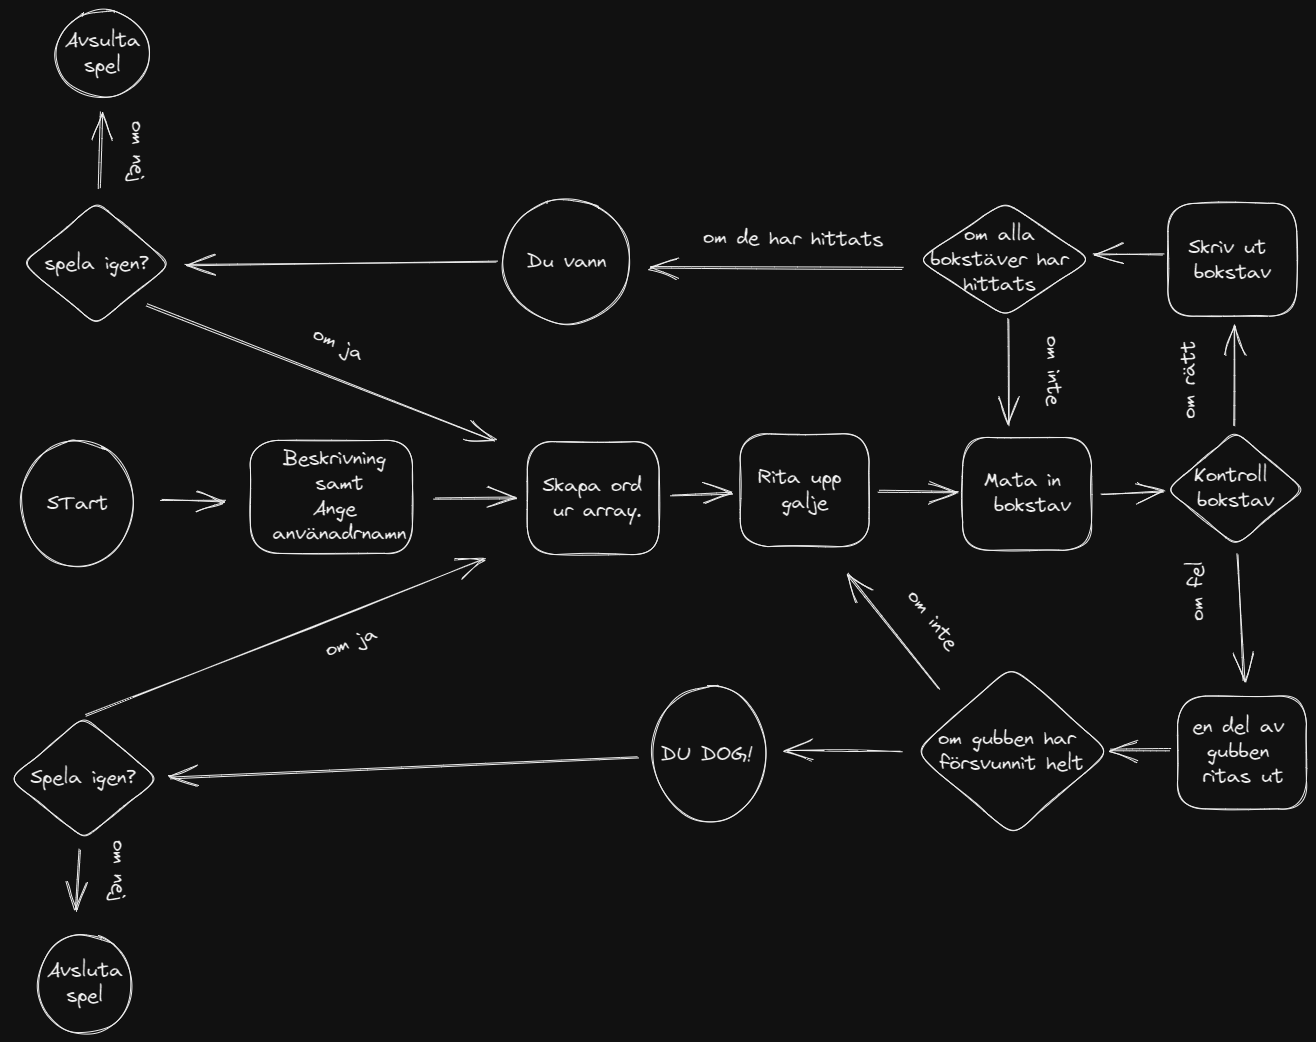 Avsulta
spel
om nej
spela igen?
om ja
Du vann
om de har hittats
om alla
bokstäver har
hittats
om inte
Skriv ut
bokstav
om rätt
STart
Beskrivning
samt
Ange
använadrnamn
Skapa ord
ur array.
Rita upp
galje
Mata in
bokstav
Kontroll
bokstav
om fel
om ja
om inte
Spela igen?
DU DOG!
om gubben har
försvunnit helt
en del av
gubben
ritas ut
om nej
Avsluta
spel